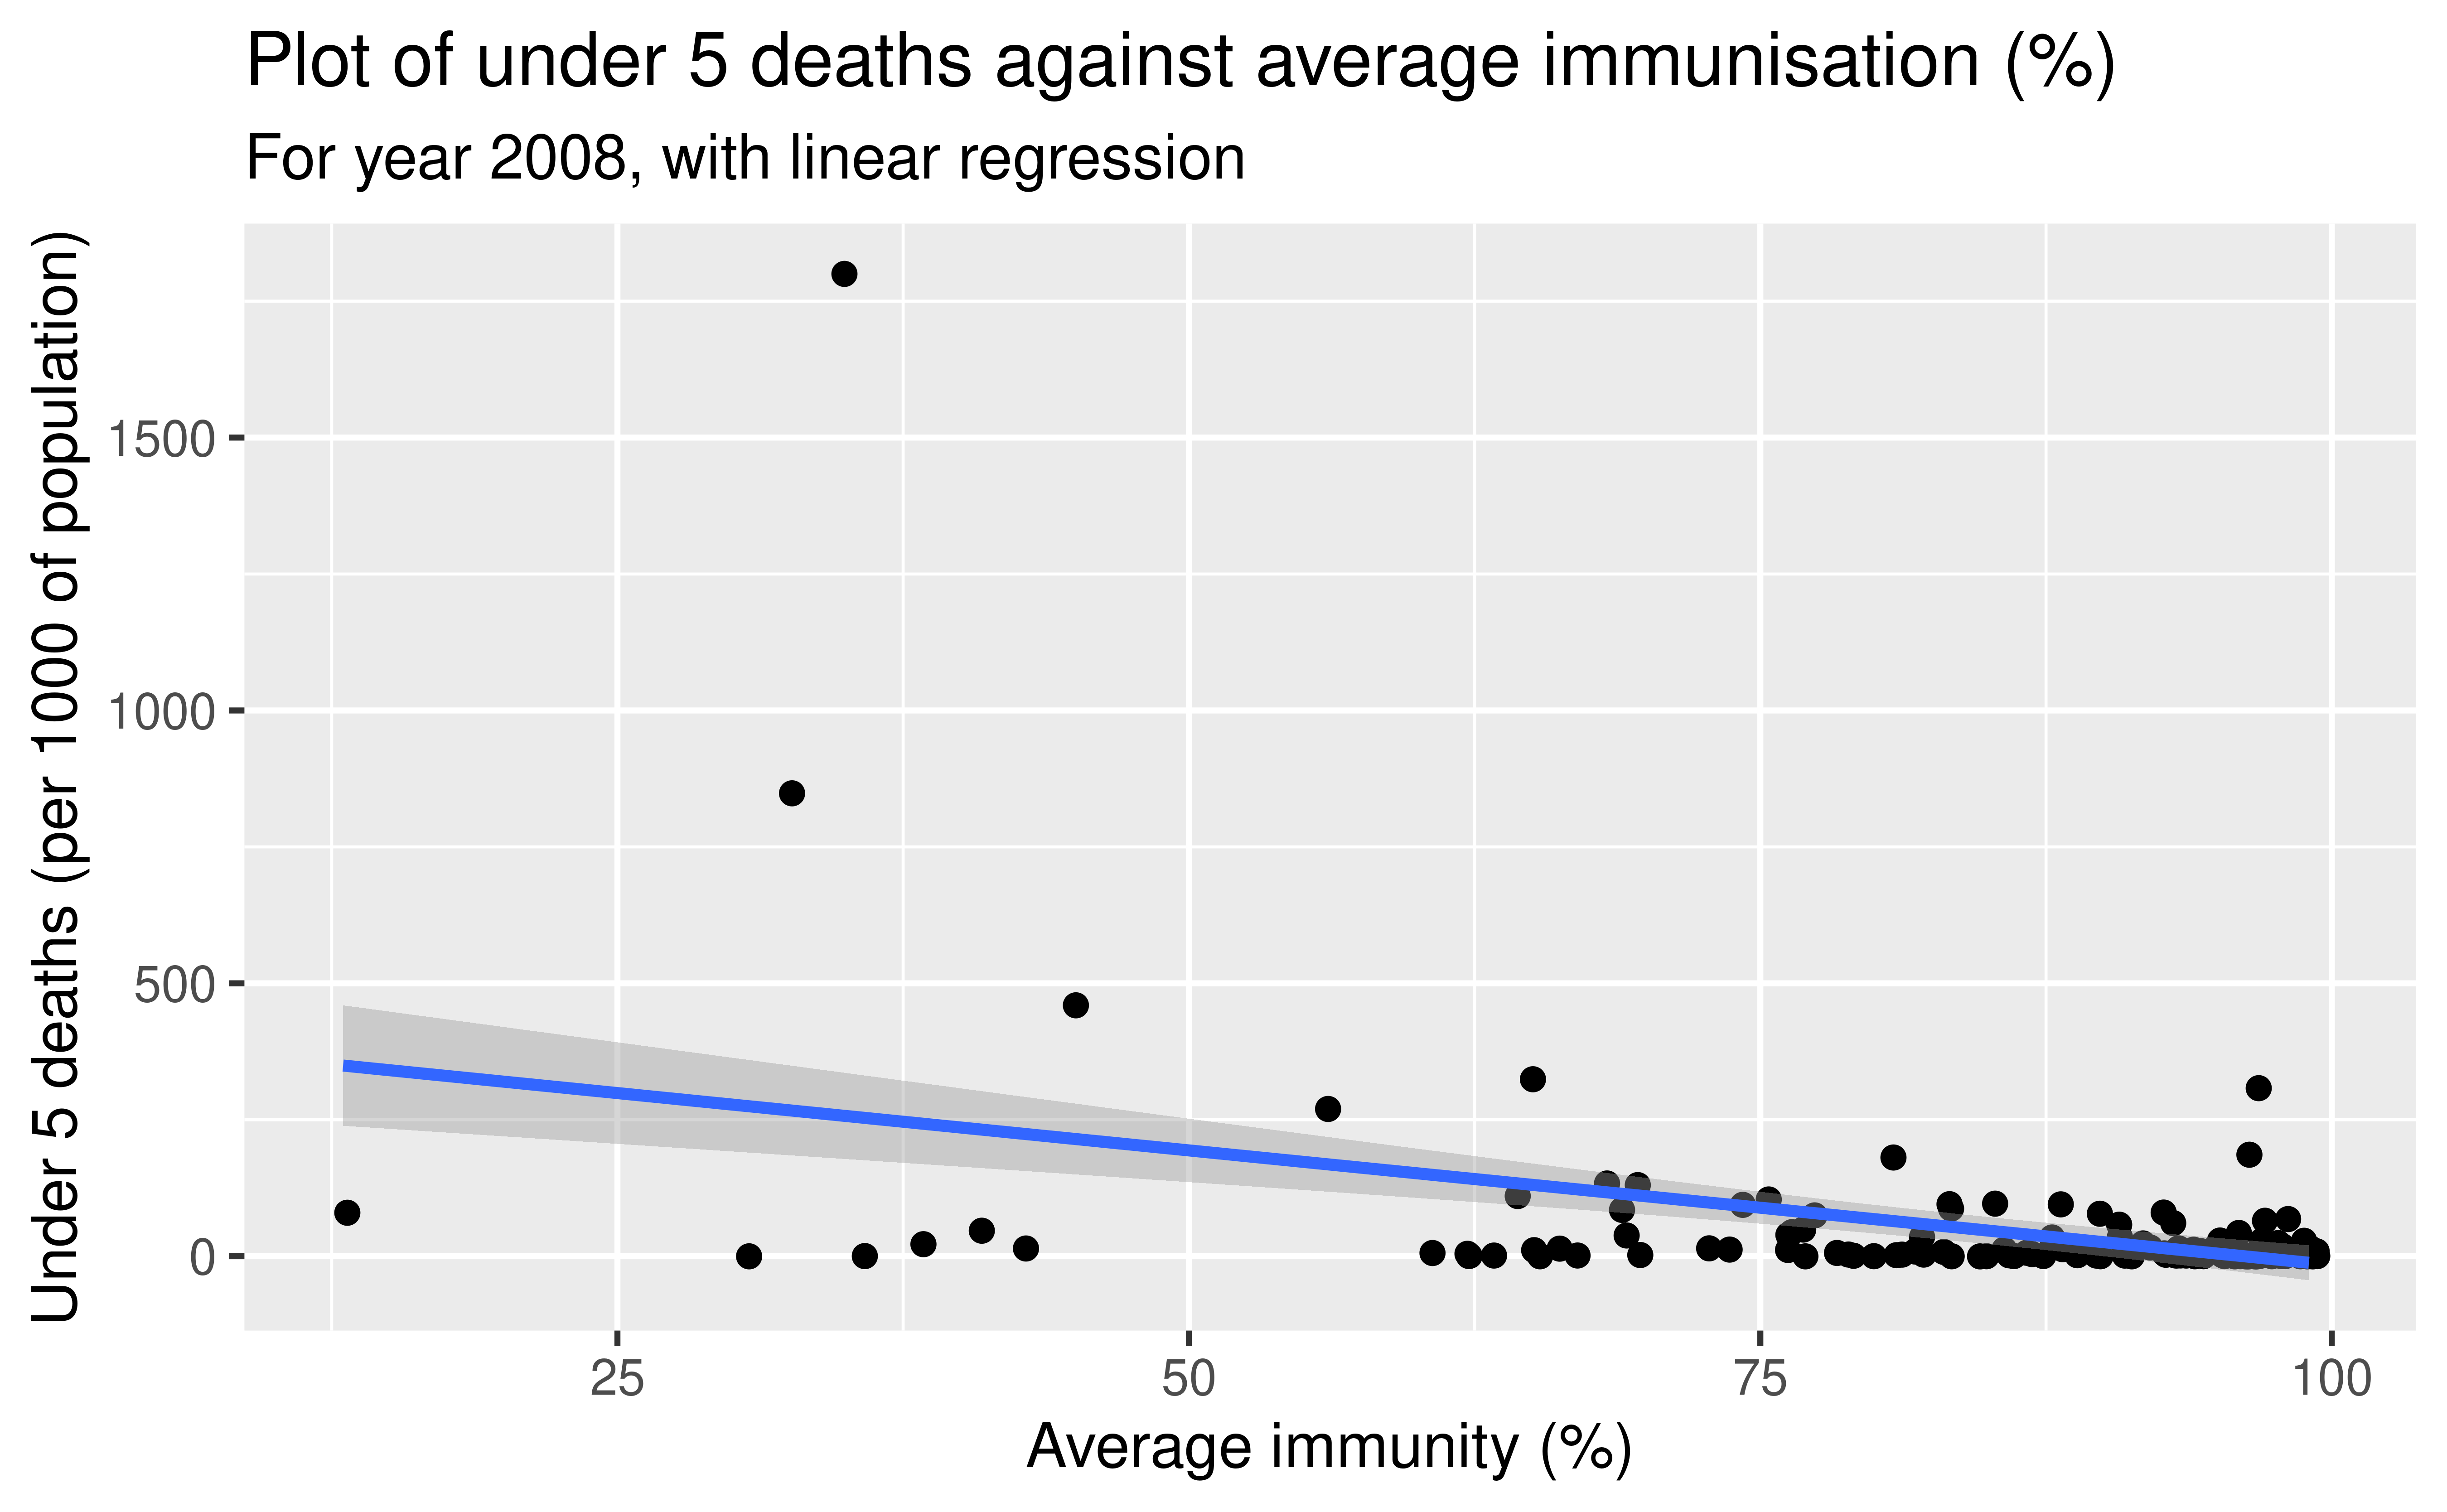 Plot of under 5 deaths against average immunisation (%)
For year 2008, with linear regression
Under 5 deaths (per 1000 of population)
1500
1000
500
0
25 50 75 100
Average immunity (%)